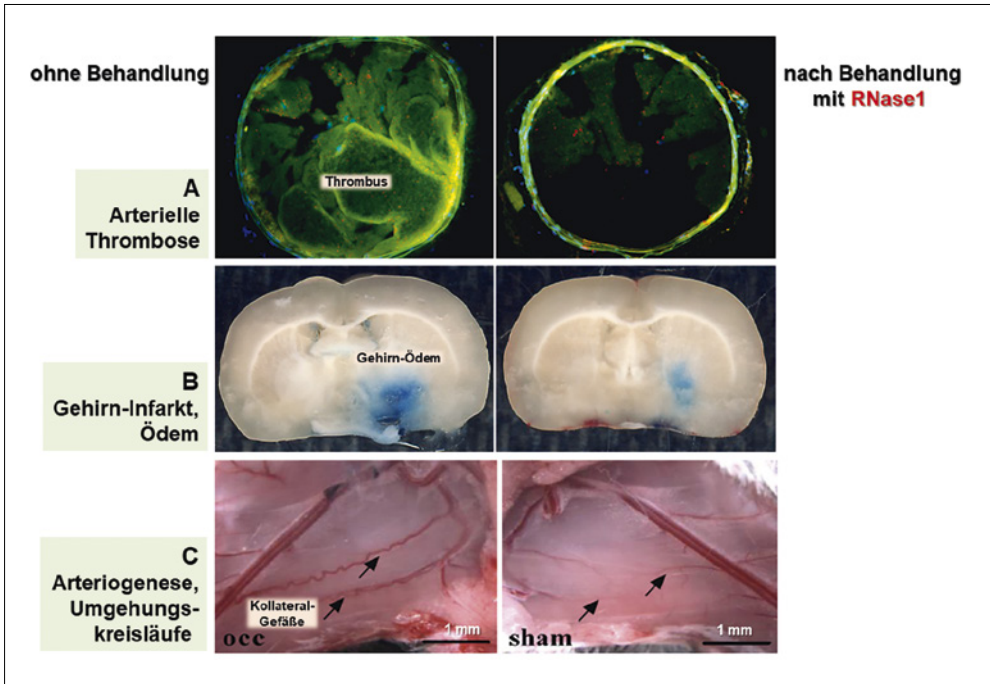 ohne Behandlung
nach Behandlung
mit RNase1
A
Arterielle
Thrombose
Thrombus
B
Gehirn-Infarkt,
Ödem
Gehirn-Ödem
C
Arteriogenese,
Umgehungs-
kreisläufe
Kollateral-
Gefäße
occ
1 mm
sham
1 mm